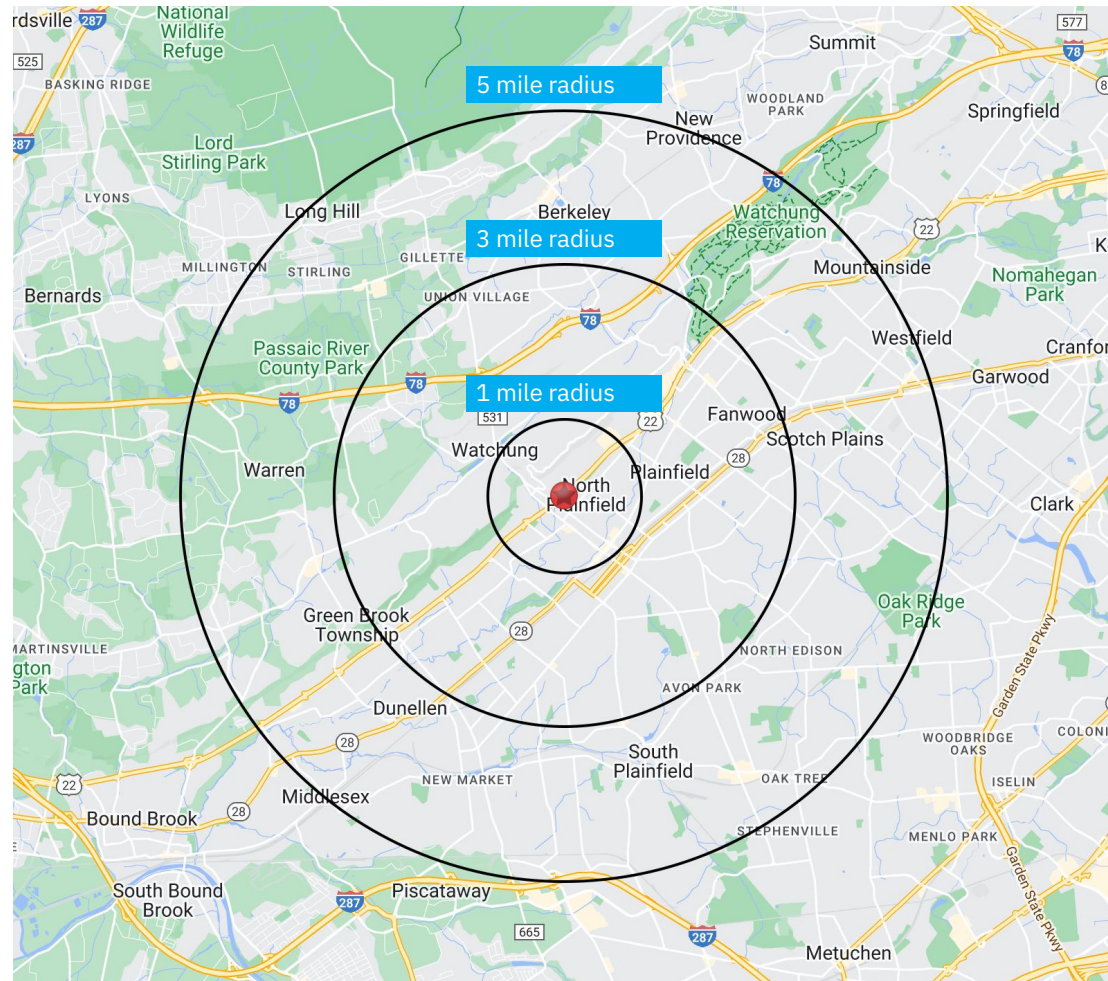 rdsville
287
National
Wildlife
Refuge
577
Summit
78
525
BASKING RIDGE
5 mile radius
WOODLAND
PARK
8
Springfield
New
Providence
287
Lord
Stirling Park
LYONS
78
Long Hill
Berkeley
Watchung
Reservation
22
3 mile radius
K
MILLINGTON
STIRLING
GILLETTE
Mountainside
Nomahegan
Park
Bernards
UNION VILLAGE
78
Westfield
Cranfor
Passaic River
County Park
78
Garwood
78
1 mile radius
531
22
Fanwood
Scotch Plains
28
Watchung
Warren
Plainfield
North
Plainfield
Clark
Oak Ridge
Park
Green Brook
Township
28
MARTINSVILLE
ngton
Park
NORTH EDISON
Garden State Pkwy
AVON PARK
Dunellen
28
WOODBRIDGE
OAKS
COLONI
South
Plainfield
22
NEW MARKET
OAK TREE
ISELIN
Middlesex
28
Bound Brook
STEPHENVILLE
MENLO PARK
E
Garden State Pkwy
South Bound
Brook
Piscataway
287
665
287
Metuchen